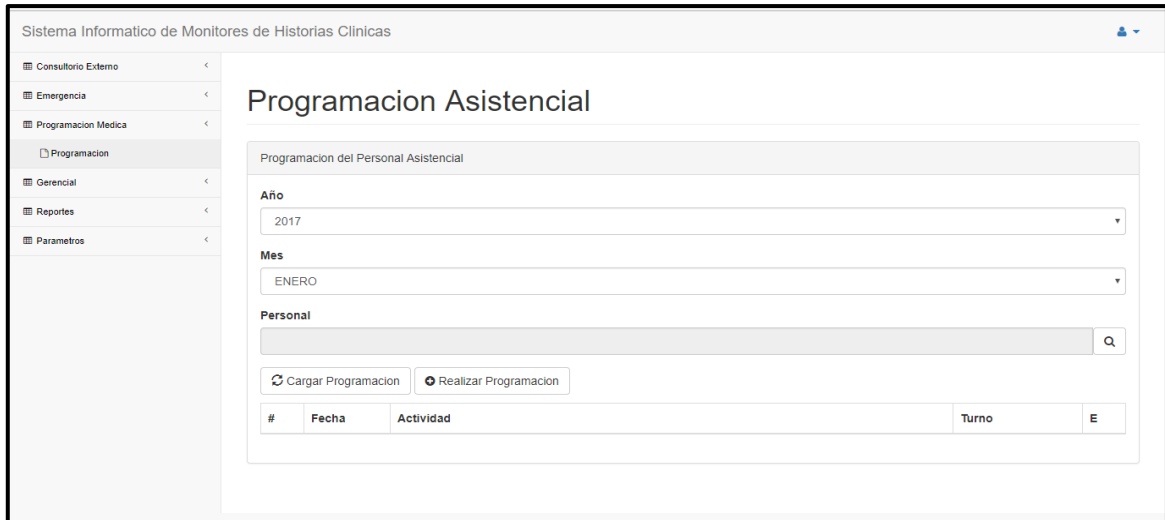 Sistema Informatico de Monitores de Historias Clinicas
Consultorio Externo
Emergencia
Programacion Medica
Programacion
Gerencial
Reportes
Parametros
Programacion Asistencial
Programacion del Personal Asistencial
Año
2017
Mes
ENERO
Personal
Cargar Programacion Realizar Programacion
# Fecha Actividad Turno E